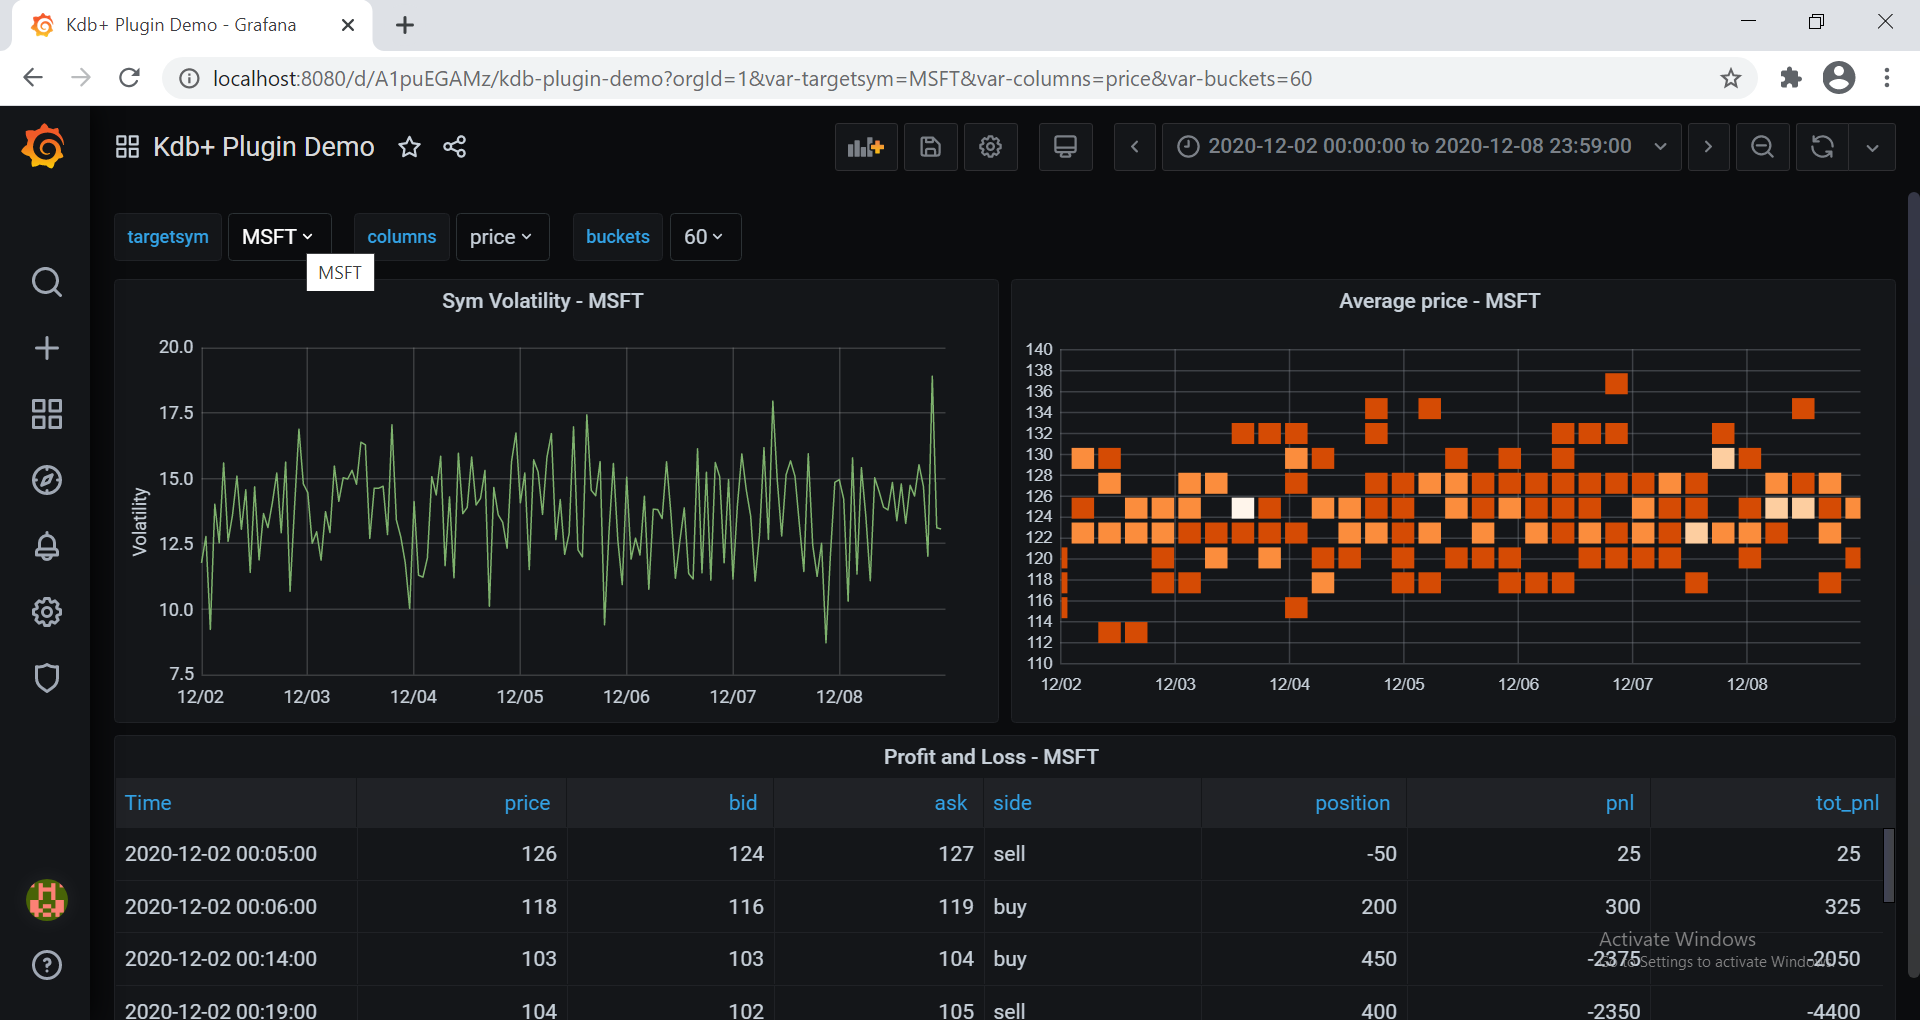 Kdb+ Plugin Demo - Grafana
localhost:8080/d/A1puEGAMz/kdb-plugin-demo?orgId=1&var-targetsym=MSFT&var-columns=price&var-buckets=60
Kdb+ Plugin Demo
2020-12-02 00:00:00 to 2020-12-08 23:59:00
targetsym MSFT columns price buckets 60
MSFT
Sym Volatility - MSFT
Volatility
20.0
17.5
15.0
12.5
10.0
7.5
12/02 12/03 12/04 12/05 12/06 12/07 12/08
Average price - MSFT
140
138
136
134
132
130
128
126
124
122
120
118
116
114
112
110
12/02 12/03 12/04 12/05 12/06 12/07 12/08
Profit and Loss - MSFT
Time price bid ask side position pnl tot_pnl
2020-12-02 00:05:00 126 124 127 sell -50 25 25
2020-12-02 00:06:00 118 116 119 buy 200 300 325
2020-12-02 00:14:00 103 103 104 buy 450 -2375 -2050
2020-12-02 00:19:00 104 102 105 sell 400 -2350 -4400
Activate Windows
Go to Settings to activate Windows.